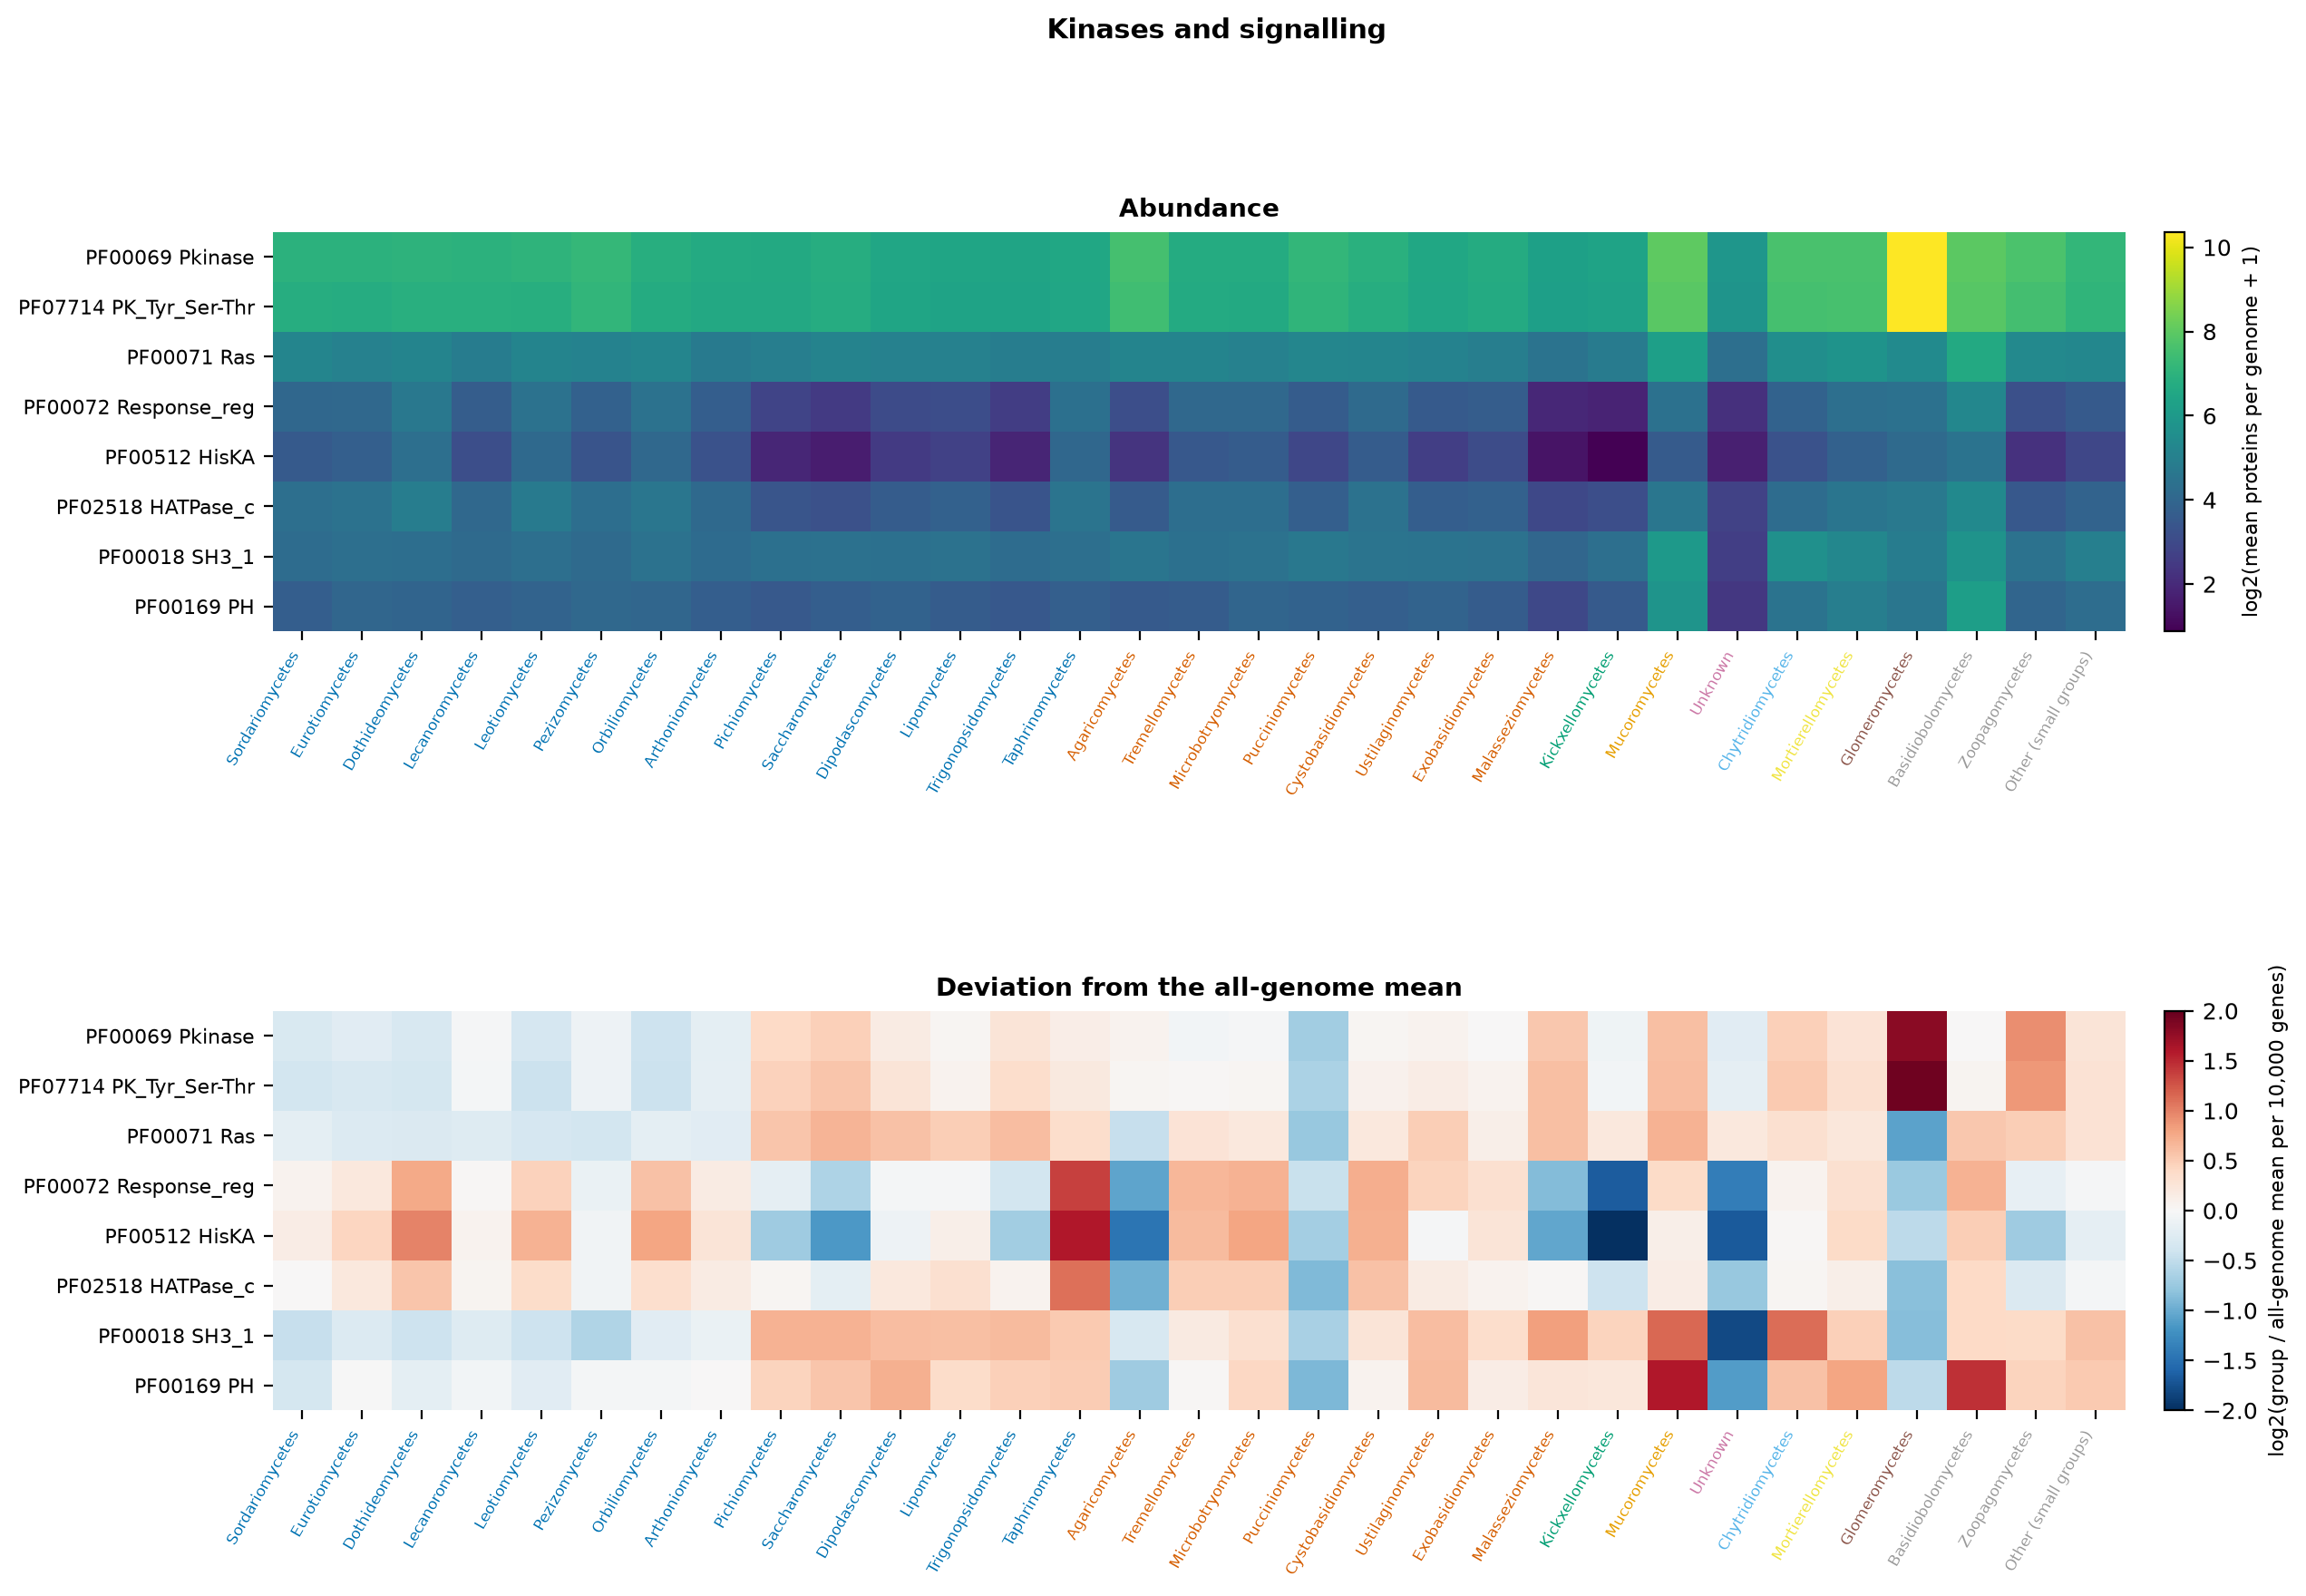 Kinases and signalling
Abundance
PF00069 Pkinase
PF07714 PK_Tyr_Ser-Thr
PF00071 Ras
PF00072 Response_reg
PF00512 HisKA
PF02518 HATPase_c
PF00018 SH3_1
PF00169 PH
10
8
6
4
2
log2(mean proteins per genome + 1)
Sordariomycetes
Eurotiomycetes
Dothideomycetes
Lecanoromycetes
Leotiomycetes
Pezizomycetes
Orbiliomycetes
Arthoniomycetes
Pichiomycetes
Saccharomycetes
Dipodascomycetes
Lipomycetes
Trigonopsidomycetes
Taphrinomycetes
Agaricomycetes
Tremellomycetes
Microbotryomycetes
Pucciniomycetes
Cystobasidiomycetes
Ustilaginomycetes
Exobasidiomycetes
Malasseziomycetes
Kickxellomycetes
Mucoromycetes
Unknown
Chytridiomycetes
Mortierellomycetes
Glomeromycetes
Basidiobolomycetes
Zoopagomycetes
Other (small groups)
Deviation from the all-genome mean
PF00069 Pkinase
PF07714 PK_Tyr_Ser-Thr
PF00071 Ras
PF00072 Response_reg
PF00512 HisKA
PF02518 HATPase_c
PF00018 SH3_1
PF00169 PH
2.0
1.5
1.0
0.5
0.0
−0.5
−1.0
−1.5
−2.0
log2(group / all-genome mean per 10,000 genes)
Sordariomycetes
Eurotiomycetes
Dothideomycetes
Lecanoromycetes
Leotiomycetes
Pezizomycetes
Orbiliomycetes
Arthoniomycetes
Pichiomycetes
Saccharomycetes
Dipodascomycetes
Lipomycetes
Trigonopsidomycetes
Taphrinomycetes
Agaricomycetes
Tremellomycetes
Microbotryomycetes
Pucciniomycetes
Cystobasidiomycetes
Ustilaginomycetes
Exobasidiomycetes
Malasseziomycetes
Kickxellomycetes
Mucoromycetes
Unknown
Chytridiomycetes
Mortierellomycetes
Glomeromycetes
Basidiobolomycetes
Zoopagomycetes
Other (small groups)